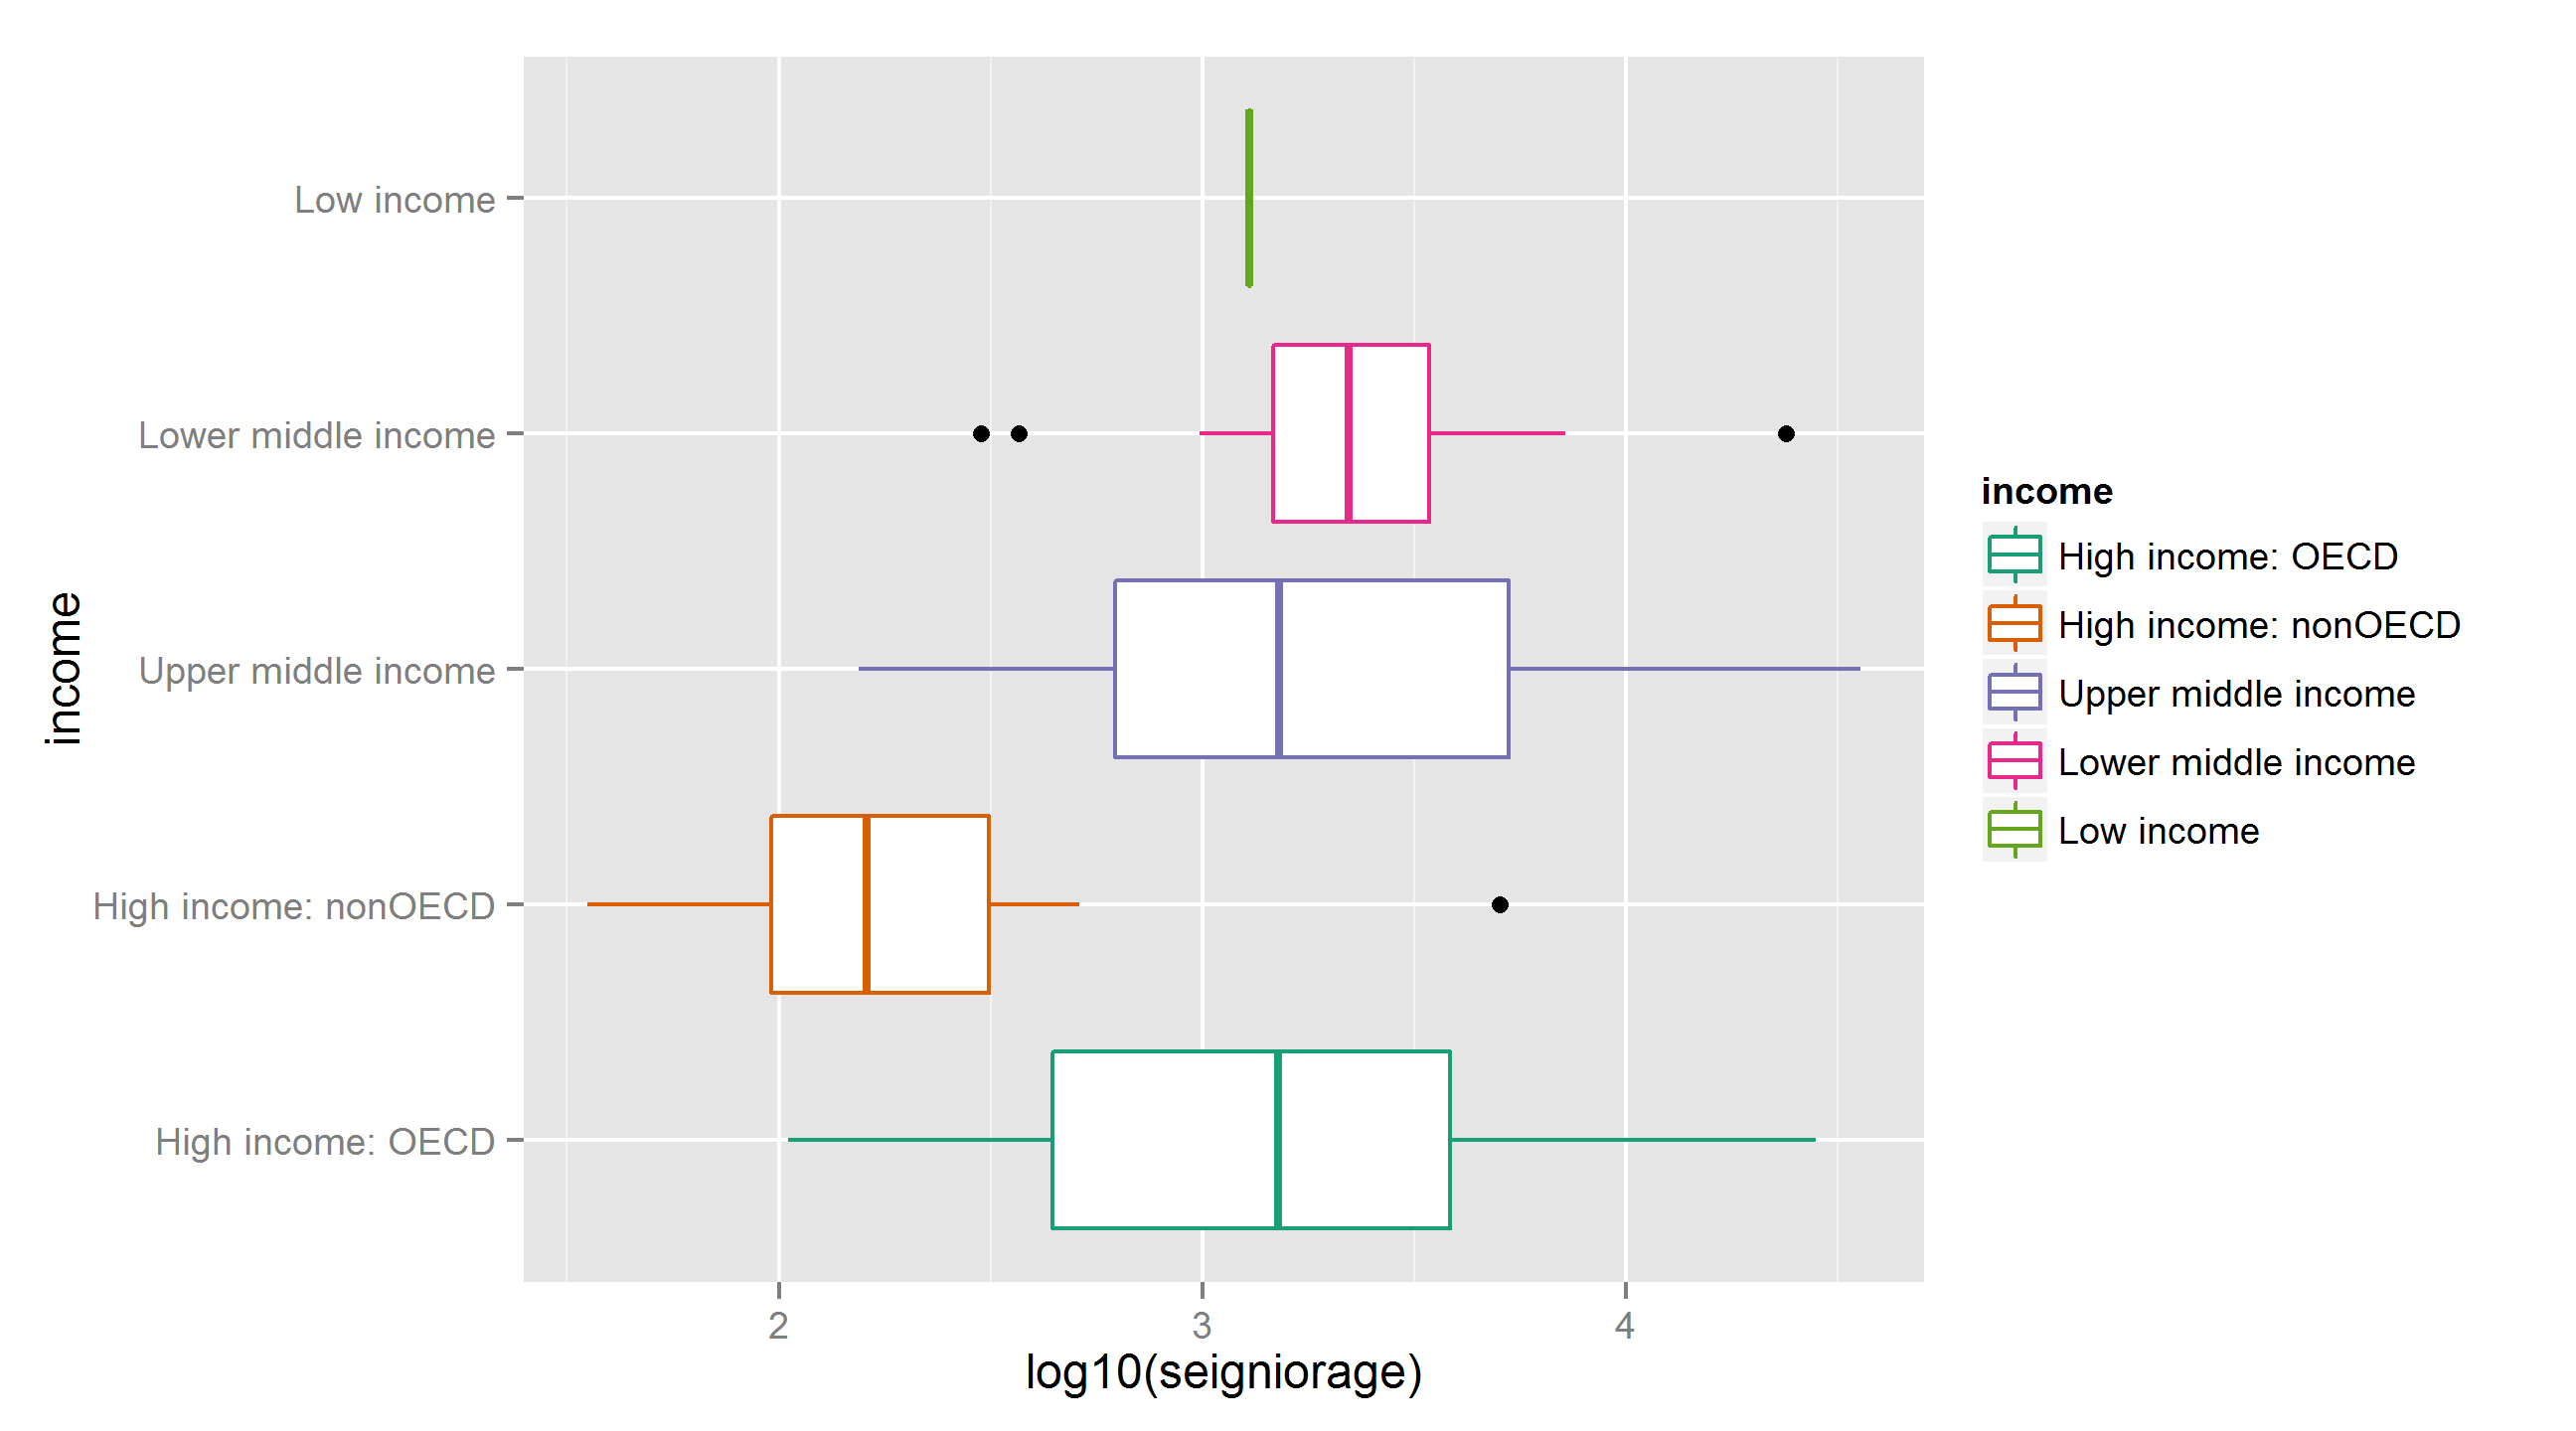 income
Low income
Lower middle income
Upper middle income
High income: nonOECD
High income: OECD
2 3 4
log10(seigniorage)
income
High income: OECD
High income: nonOECD
Upper middle income
Lower middle income
Low income